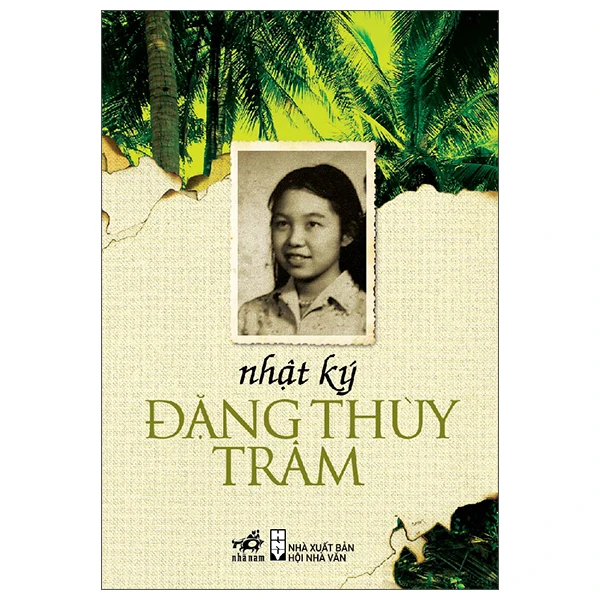 nhật ký
ĐẶNG THÙY
TRÂM
nhã nam
NHÀ XUẤT BẢN
HỘI NHÀ VĂN